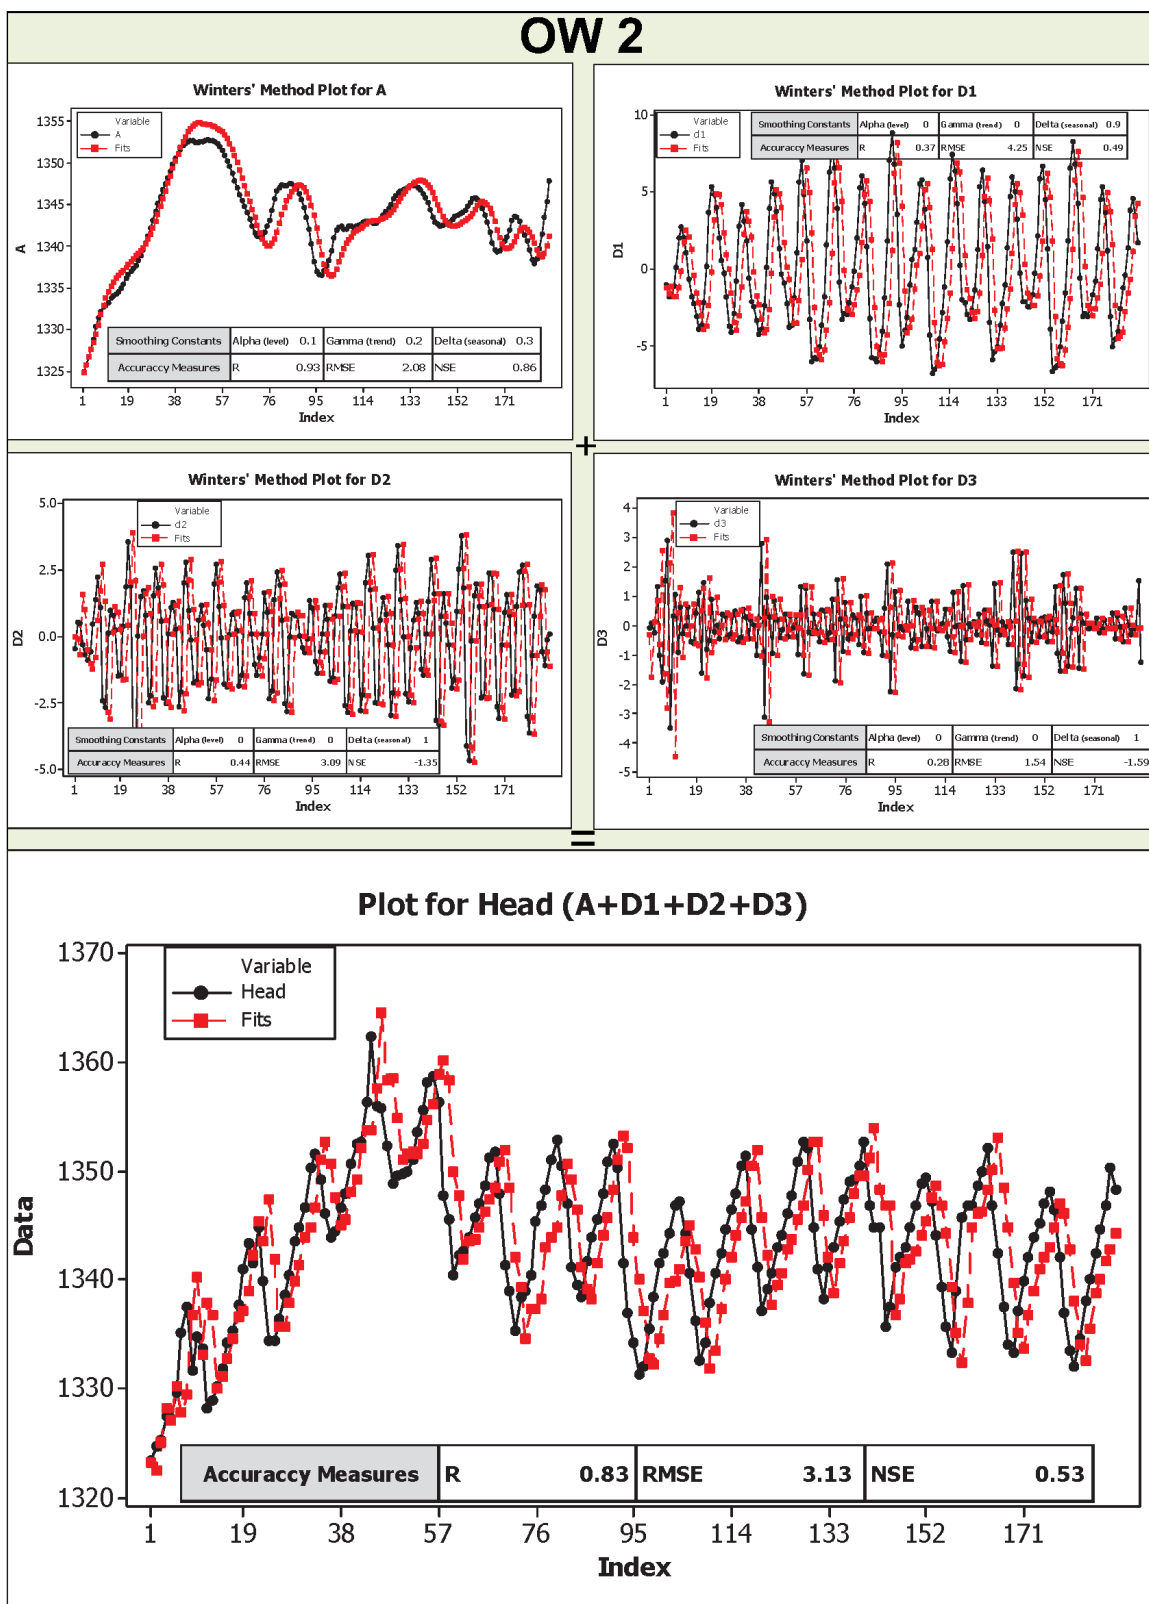 OW 2
Winters' Method Plot for A
Variable
A
Fits
1355
1350
1345
1340
1335
1330
1325
A
Smoothing Constants Alpha (level) 0.1 Gamma (trend) 0.2 Delta (seasonal) 0.3
Accuraccy Measures R 0.93 RMSE 2.08 NSE 0.86
1 19 38 57 76 95 114 133 152 171
Index
Winters' Method Plot for D1
Variable
d1
Fits
Smoothing Constants Alpha (level) 0 Gamma (trend) 0 Delta (seasonal) 0.9
Accuraccy Measures R 0.37 RMSE 4.25 NSE 0.49
10
5
0
-5
D1
1 19 38 57 76 95 114 133 152 171
Index
+
Winters' Method Plot for D2
Variable
d2
Fits
5.0
2.5
0.0
-2.5
-5.0
D2
Smoothing Constants Alpha (level) 0 Gamma (trend) 0 Delta (seasonal) 1
Accuraccy Measures R 0.44 RMSE 3.09 NSE -1.35
1 19 38 57 76 95 114 133 152 171
Index
Winters' Method Plot for D3
Variable
d3
Fits
4
3
2
1
0
-1
-2
-3
-4
-5
D3
Smoothing Constants Alpha (level) 0 Gamma (trend) 0 Delta (seasonal) 1
Accuraccy Measures R 0.28 RMSE 1.54 NSE -1.59
1 19 38 57 76 95 114 133 152 171
Index
=
Plot for Head (A+D1+D2+D3)
Variable
Head
Fits
1370
1360
1350
1340
1330
1320
Data
Accuraccy Measures R 0.83 RMSE 3.13 NSE 0.53
1 19 38 57 76 95 114 133 152 171
Index